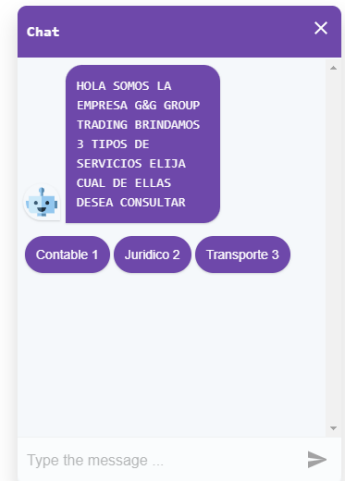 Chat
HOLA SOMOS LA
EMPRESA G&G GROUP
TRADING BRINDAMOS
3 TIPOS DE
SERVICIOS ELIJA
CUAL DE ELLAS
DESEA CONSULTAR
Contable 1 Juridico 2 Transporte 3
Type the message ...